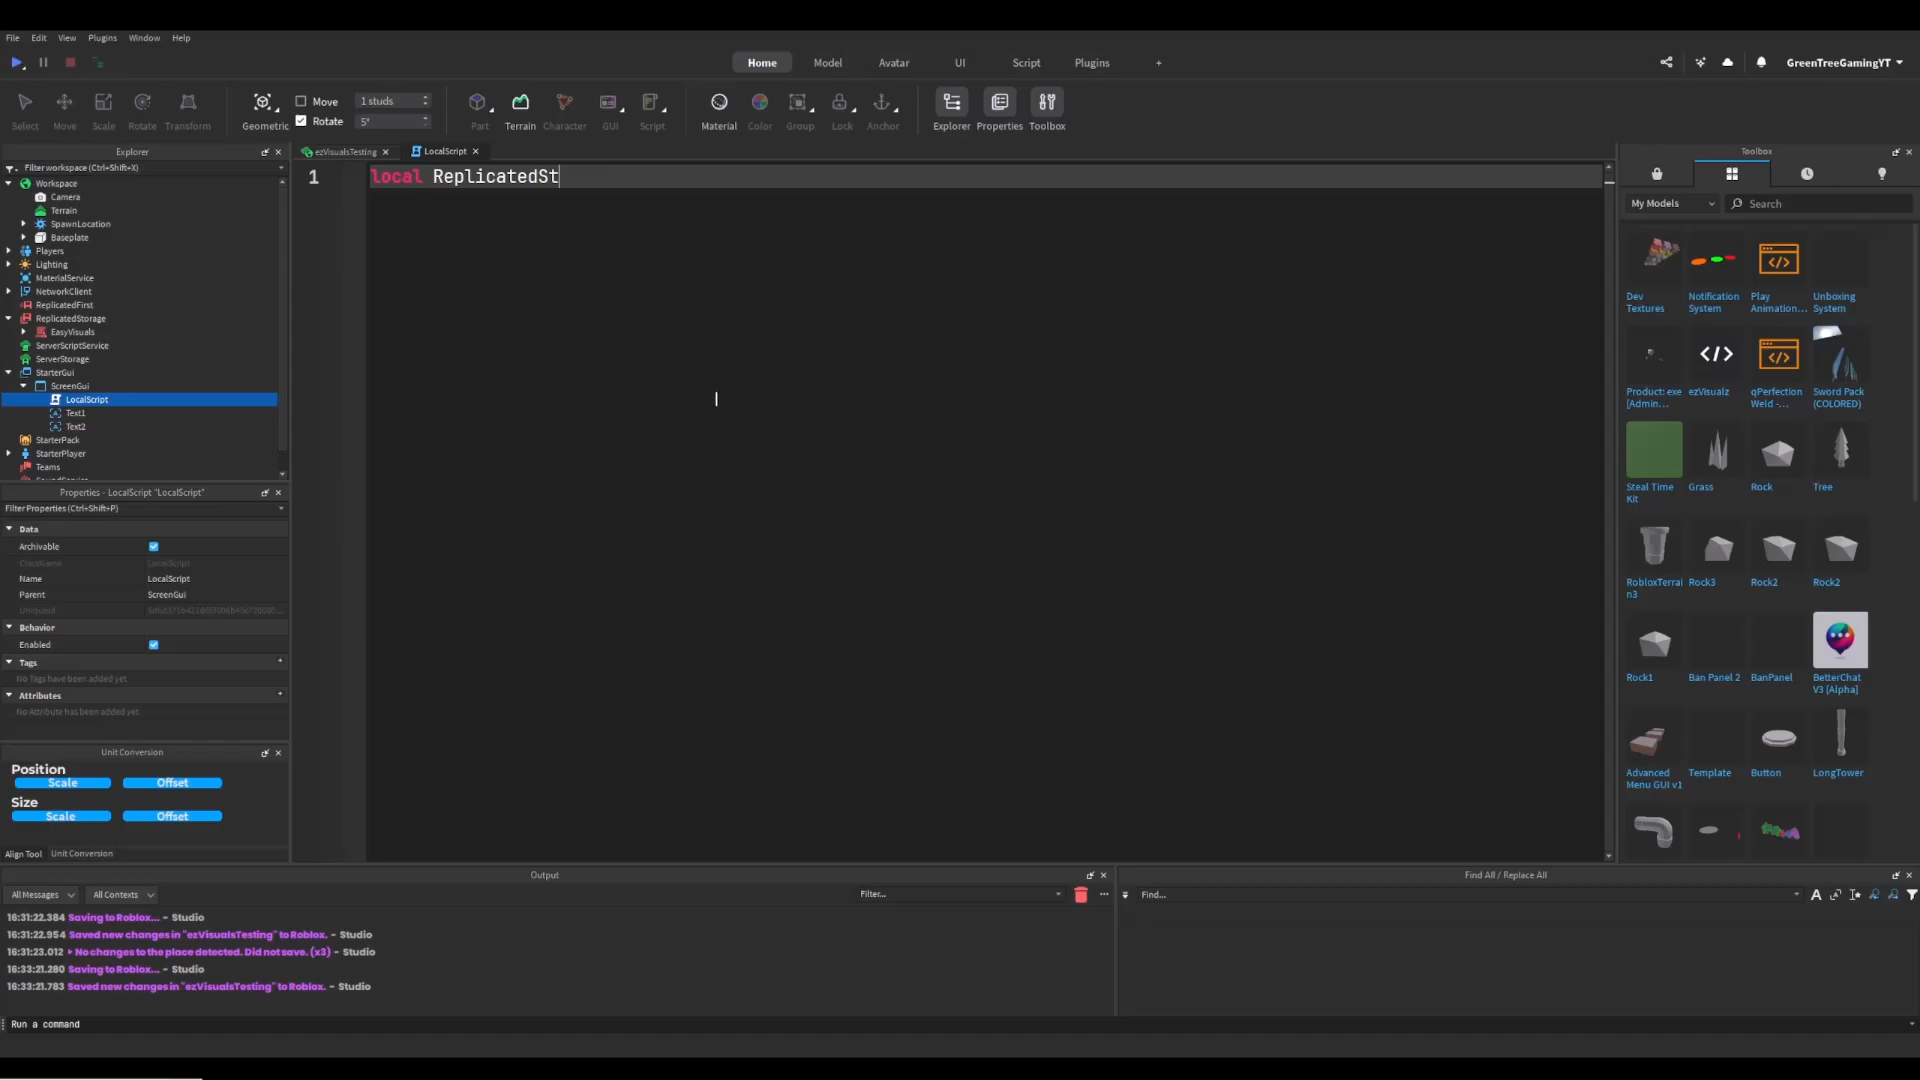 File Edit View Plugins Window Help
Home Model Avatar UI Script Plugins +
GreenTreeGamingYT
Select Move Scale Rotate Transform
Geometric
Move 1 studs
Rotate 5°
Part Terrain Character GUI Script
Material Color Group Lock Anchor
Explorer Properties Toolbox
Explorer
Filter workspace (Ctrl+Shift+X)
Workspace
Camera
Terrain
SpawnLocation
Baseplate
Players
Lighting
MaterialService
NetworkClient
ReplicatedFirst
ReplicatedStorage
EasyVisuals
ServerScriptService
ServerStorage
StarterGui
ScreenGui
LocalScript
Text1
Text2
StarterPack
StarterPlayer
Teams
Properties - LocalScript "LocalScript"
Filter Properties (Ctrl+Shift+P)
Data
Archivable
ClassName LocalScript
Name LocalScript
Parent ScreenGui
UniqueId
Behavior
Enabled
Tags
No Tags have been added yet
Attributes
No Attribute has been added yet
Unit Conversion
Position
Scale Offset
Size
Scale Offset
Align Tool Unit Conversion
ezVisualsTesting LocalScript
1 local ReplicatedSt
Toolbox
My Models
Search
Dev Textures
Notification System
Play Animation...
Unboxing System
Product: exe [Admin...
ezVisualz
qPerfection Weld -...
Sword Pack (COLORED)
Steal Time Kit
Grass
Rock
Tree
RobloxTerrain3
Rock3
Rock2
Rock2
Rock1
Ban Panel 2
BanPanel
BetterChat V3 [Alpha]
Advanced Menu GUI v1
Template
Button
LongTower
Output
All Messages All Contexts Filter...
16:31:22.384 Saving to Roblox... - Studio
16:31:22.954 Saved new changes in "ezVisualsTesting" to Roblox. - Studio
16:31:23.012 No changes to the place detected. Did not save. (x3) - Studio
16:33:21.280 Saving to Roblox... - Studio
16:33:21.783 Saved new changes in "ezVisualsTesting" to Roblox. - Studio
Find All / Replace All
Find...
Run a command